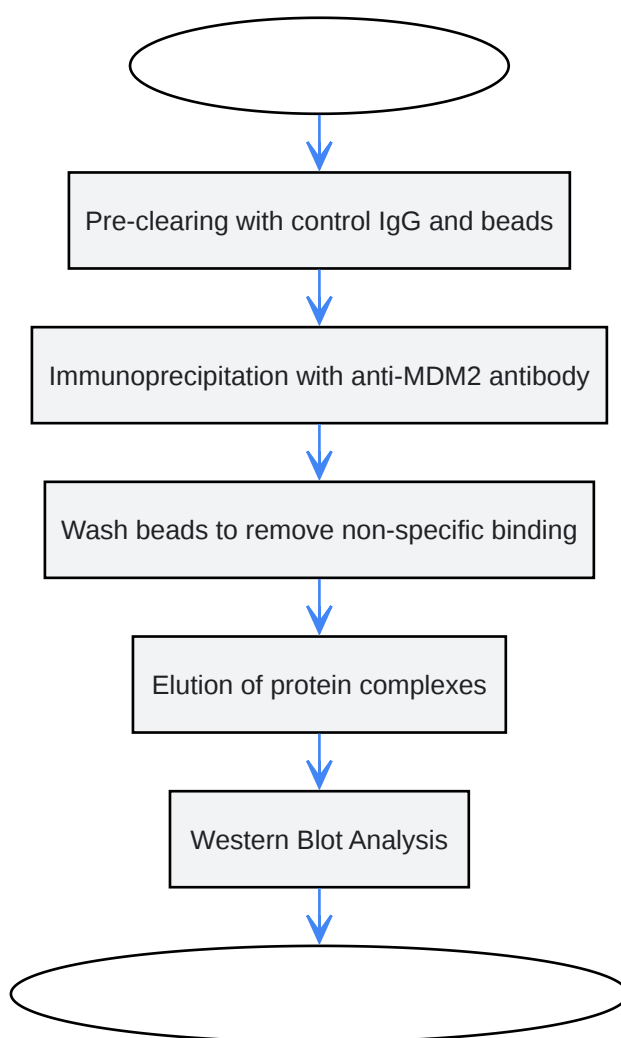 Pre-clearing with control IgG and beads
Immunoprecipitation with anti-MDM2 antibody
Wash beads to remove non-specific binding
Elution of protein complexes
Western Blot Analysis